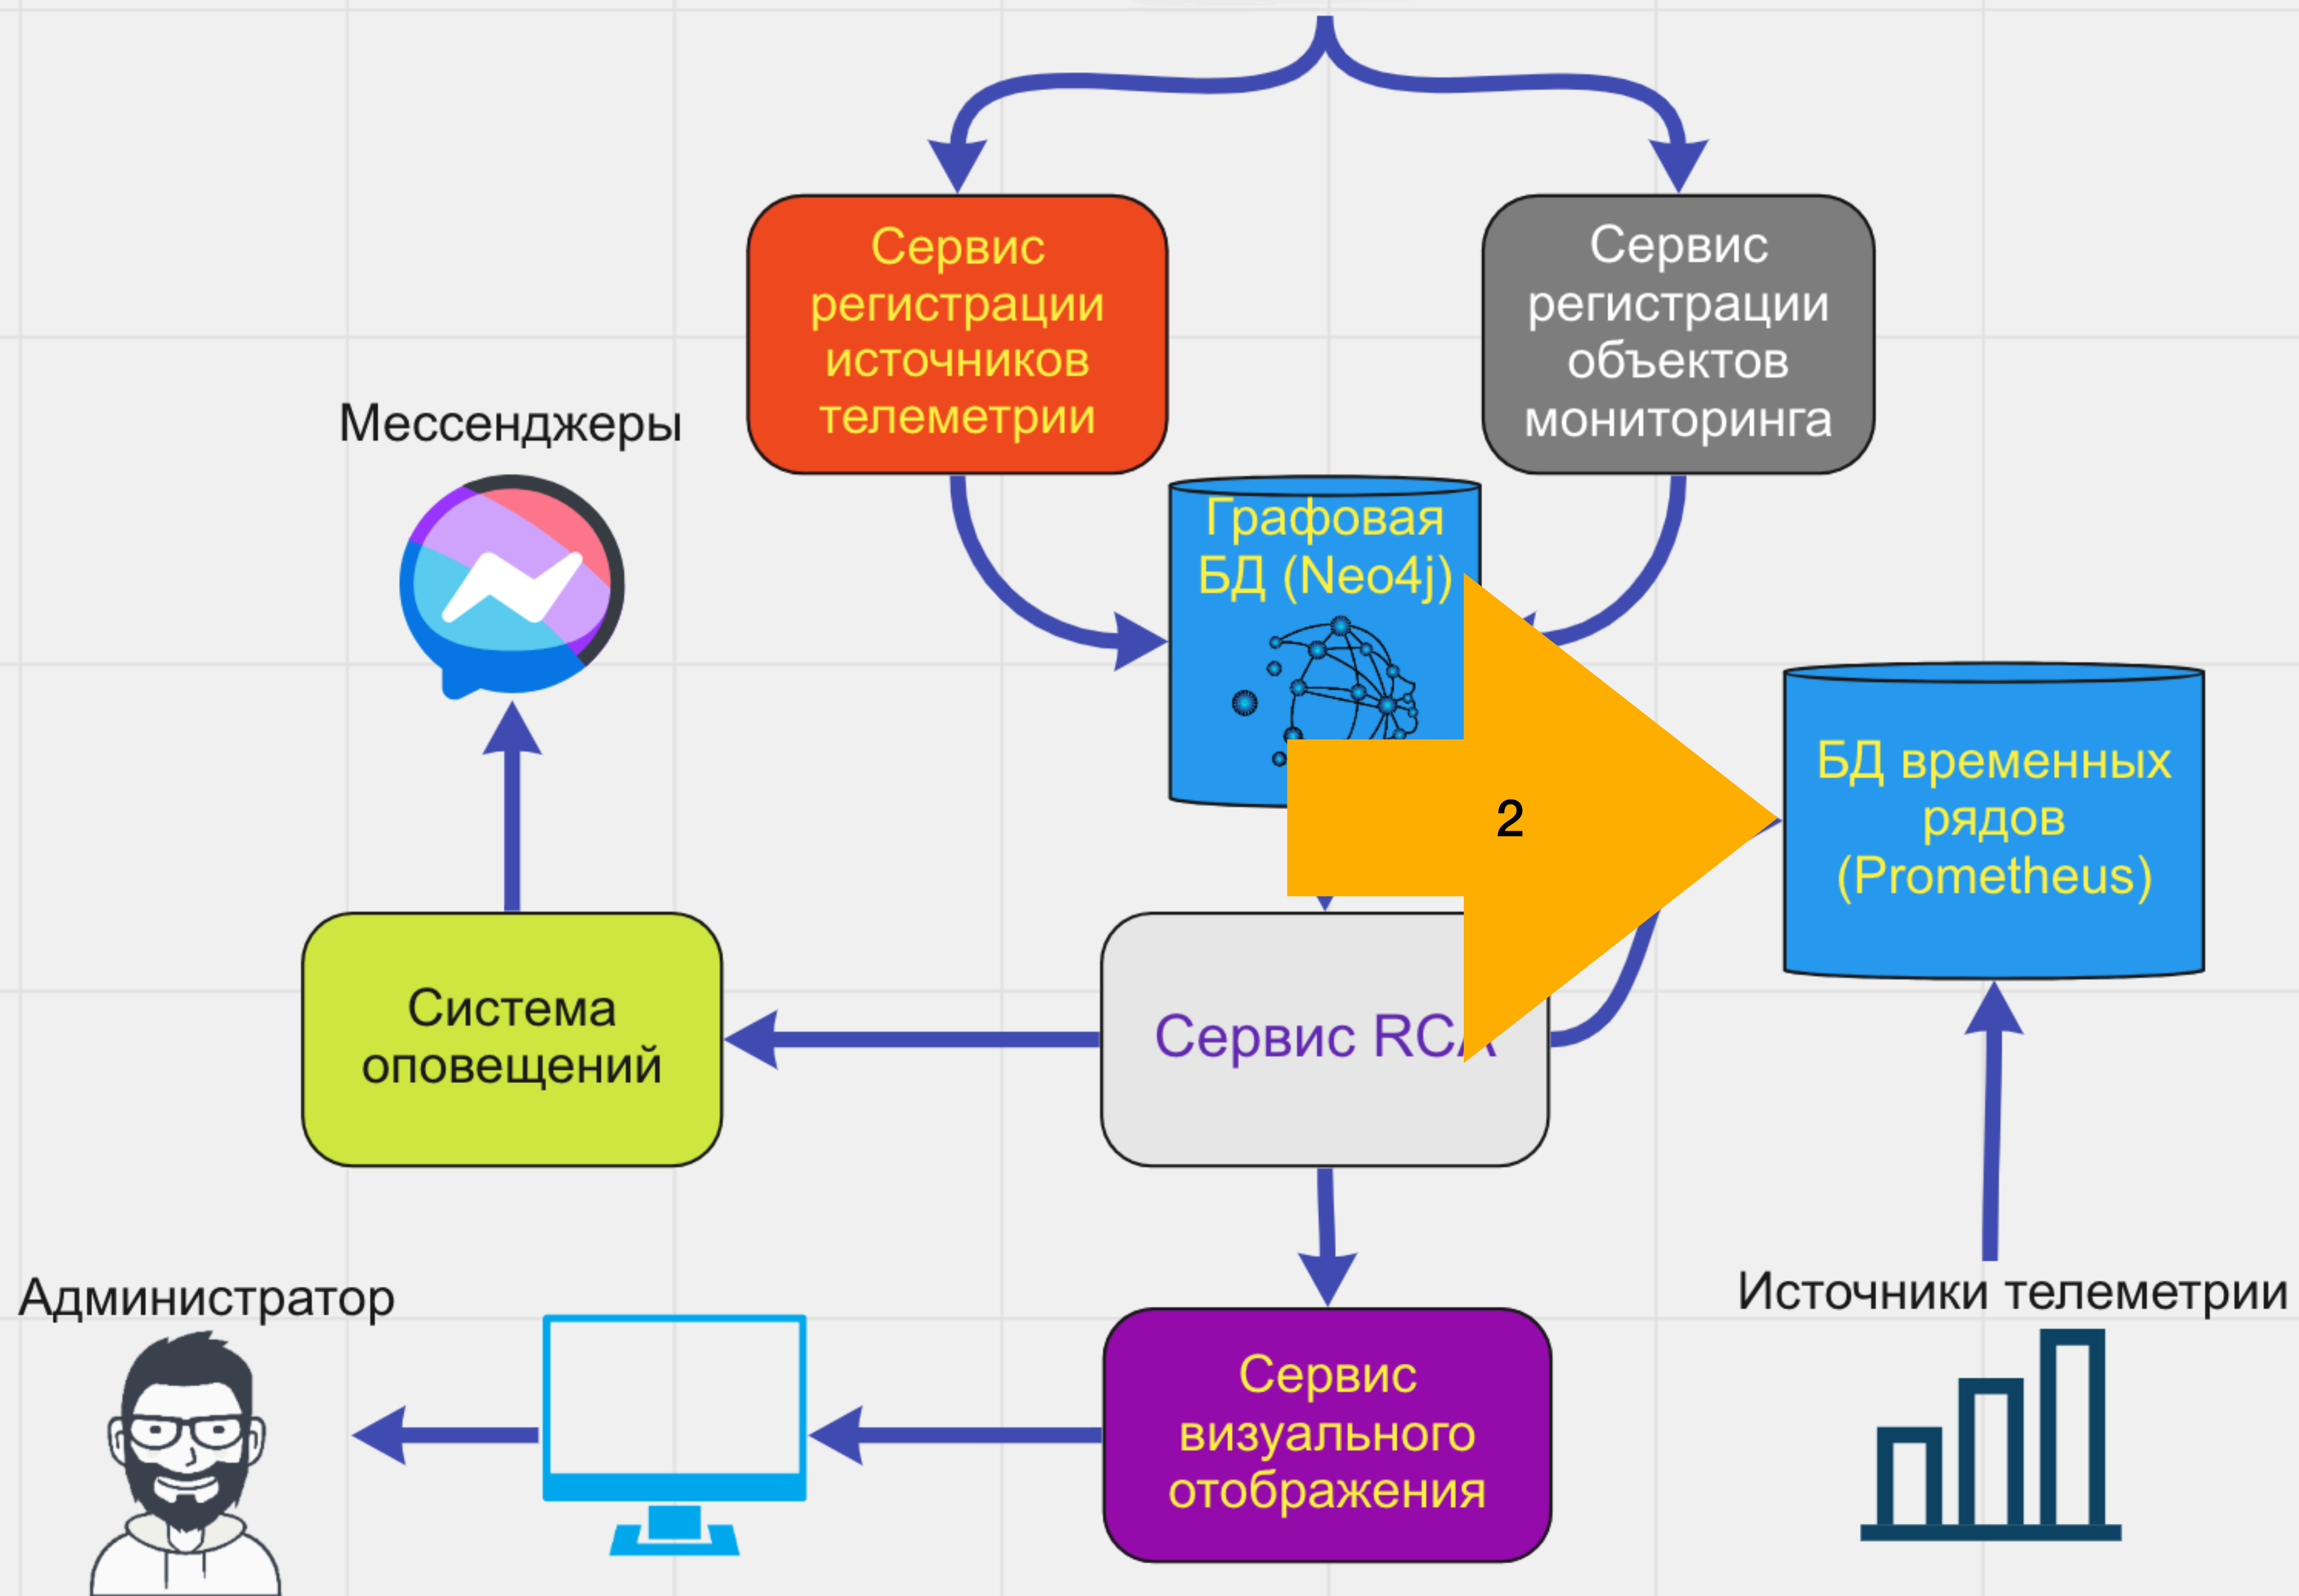 Сервис
регистрации
источников
телеметрии
Сервис
регистрации
объектов
мониторинга
Мессенджеры
Графовая
БД (Neo4j)
2
БД временных
рядов
(Prometheus)
Система
оповещений
Сервис RCA
Администратор
Источники телеметрии
Сервис
визуального
отображения